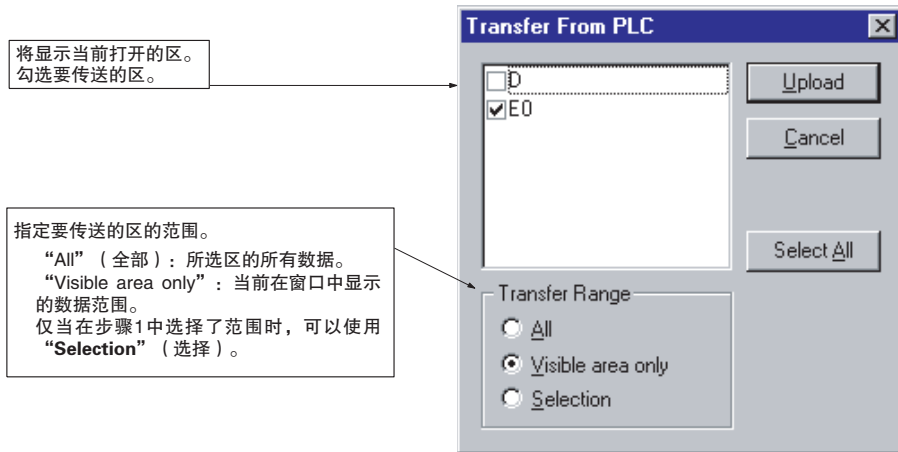 将显示当前打开的区。
勾选要传送的区。
指定要传送的区的范围。
“All”（全部）：所选区的所有数据。
“Visible area only”：当前在窗口中显示
的数据范围。
仅当在步骤1中选择了范围时，可以使用
“Selection”（选择）。
Transfer From PLC
D
E0
Upload
Cancel
Select All
Transfer Range
All
Visible area only
Selection